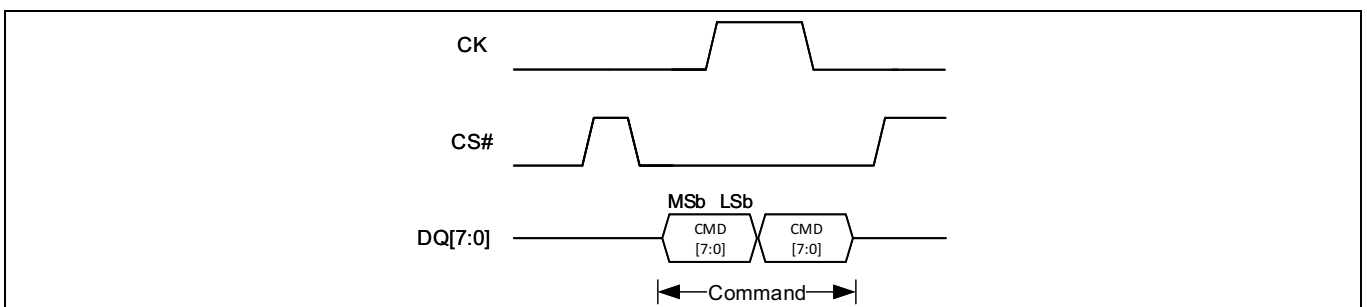 CK
CS#
MSb LSb
DQ[7:0]
CMD
[7:0]
CMD
[7:0]
Command